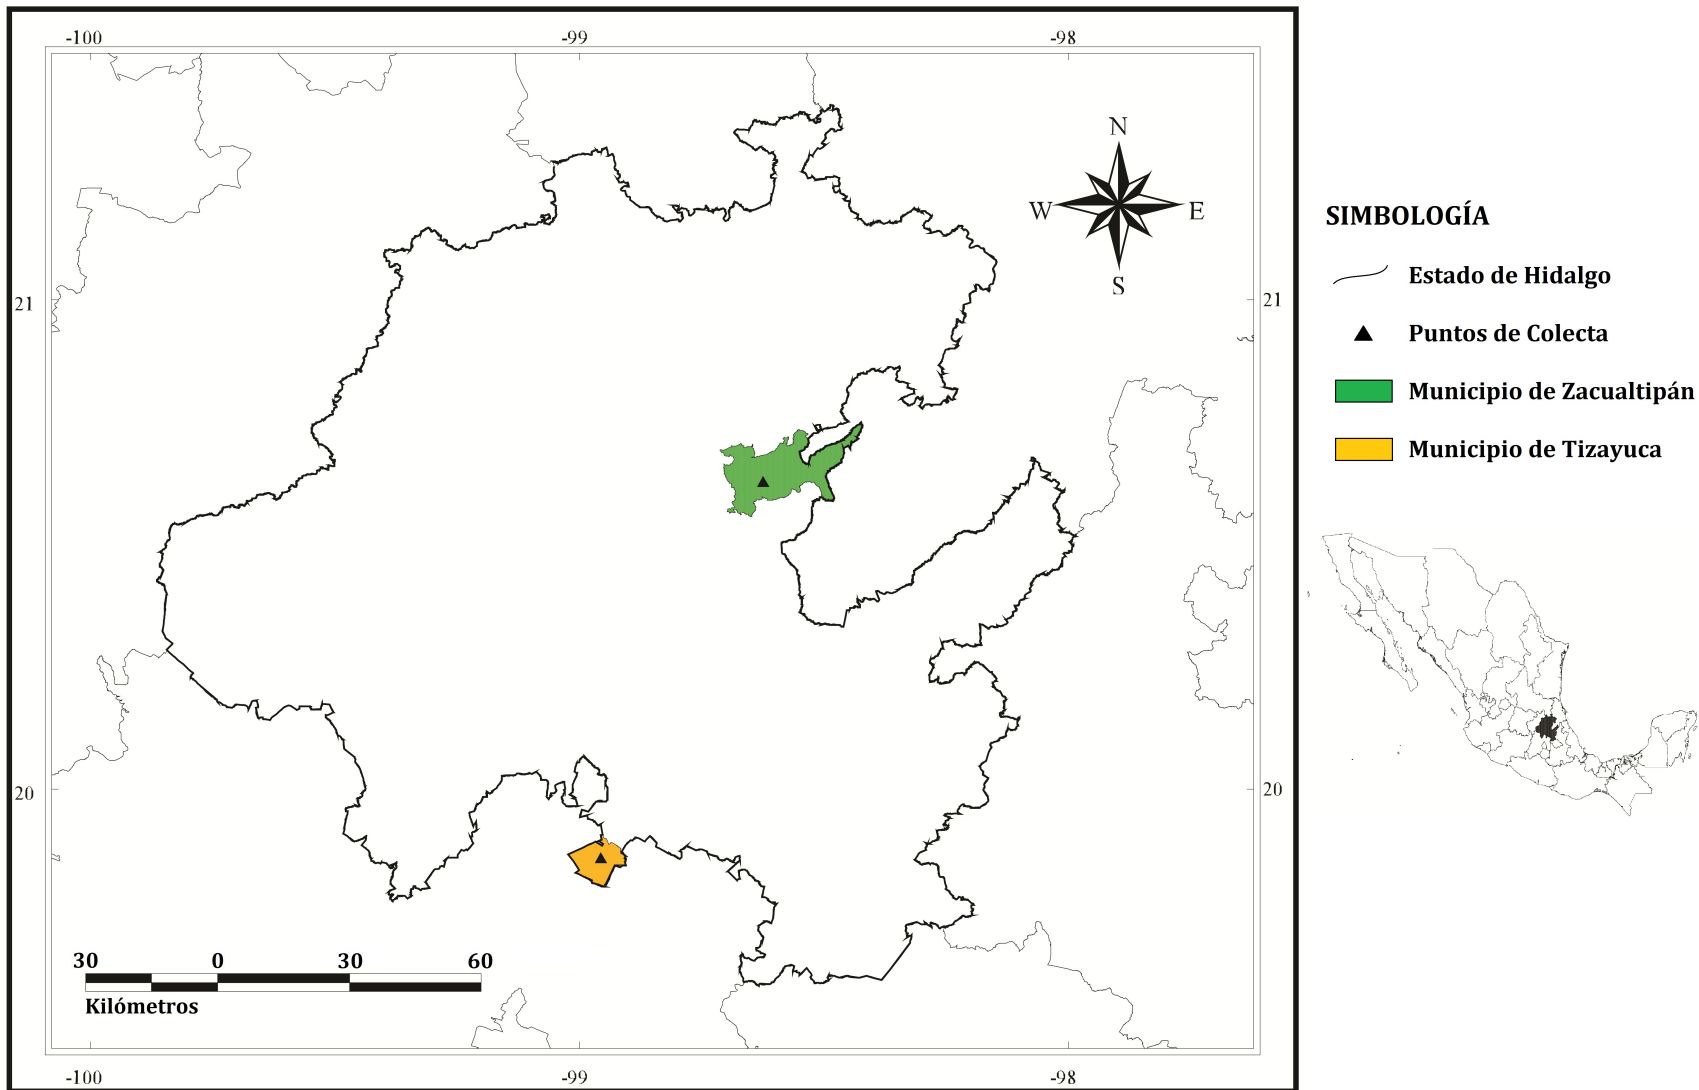 -100 -99 -98
N
W E
S
21 21
20 20
30 0 30 60
Kilómetros
-100 -99 -98
SIMBOLOGÍA
Estado de Hidalgo
Puntos de Colecta
Municipio de Zacualtipán
Municipio de Tizayuca